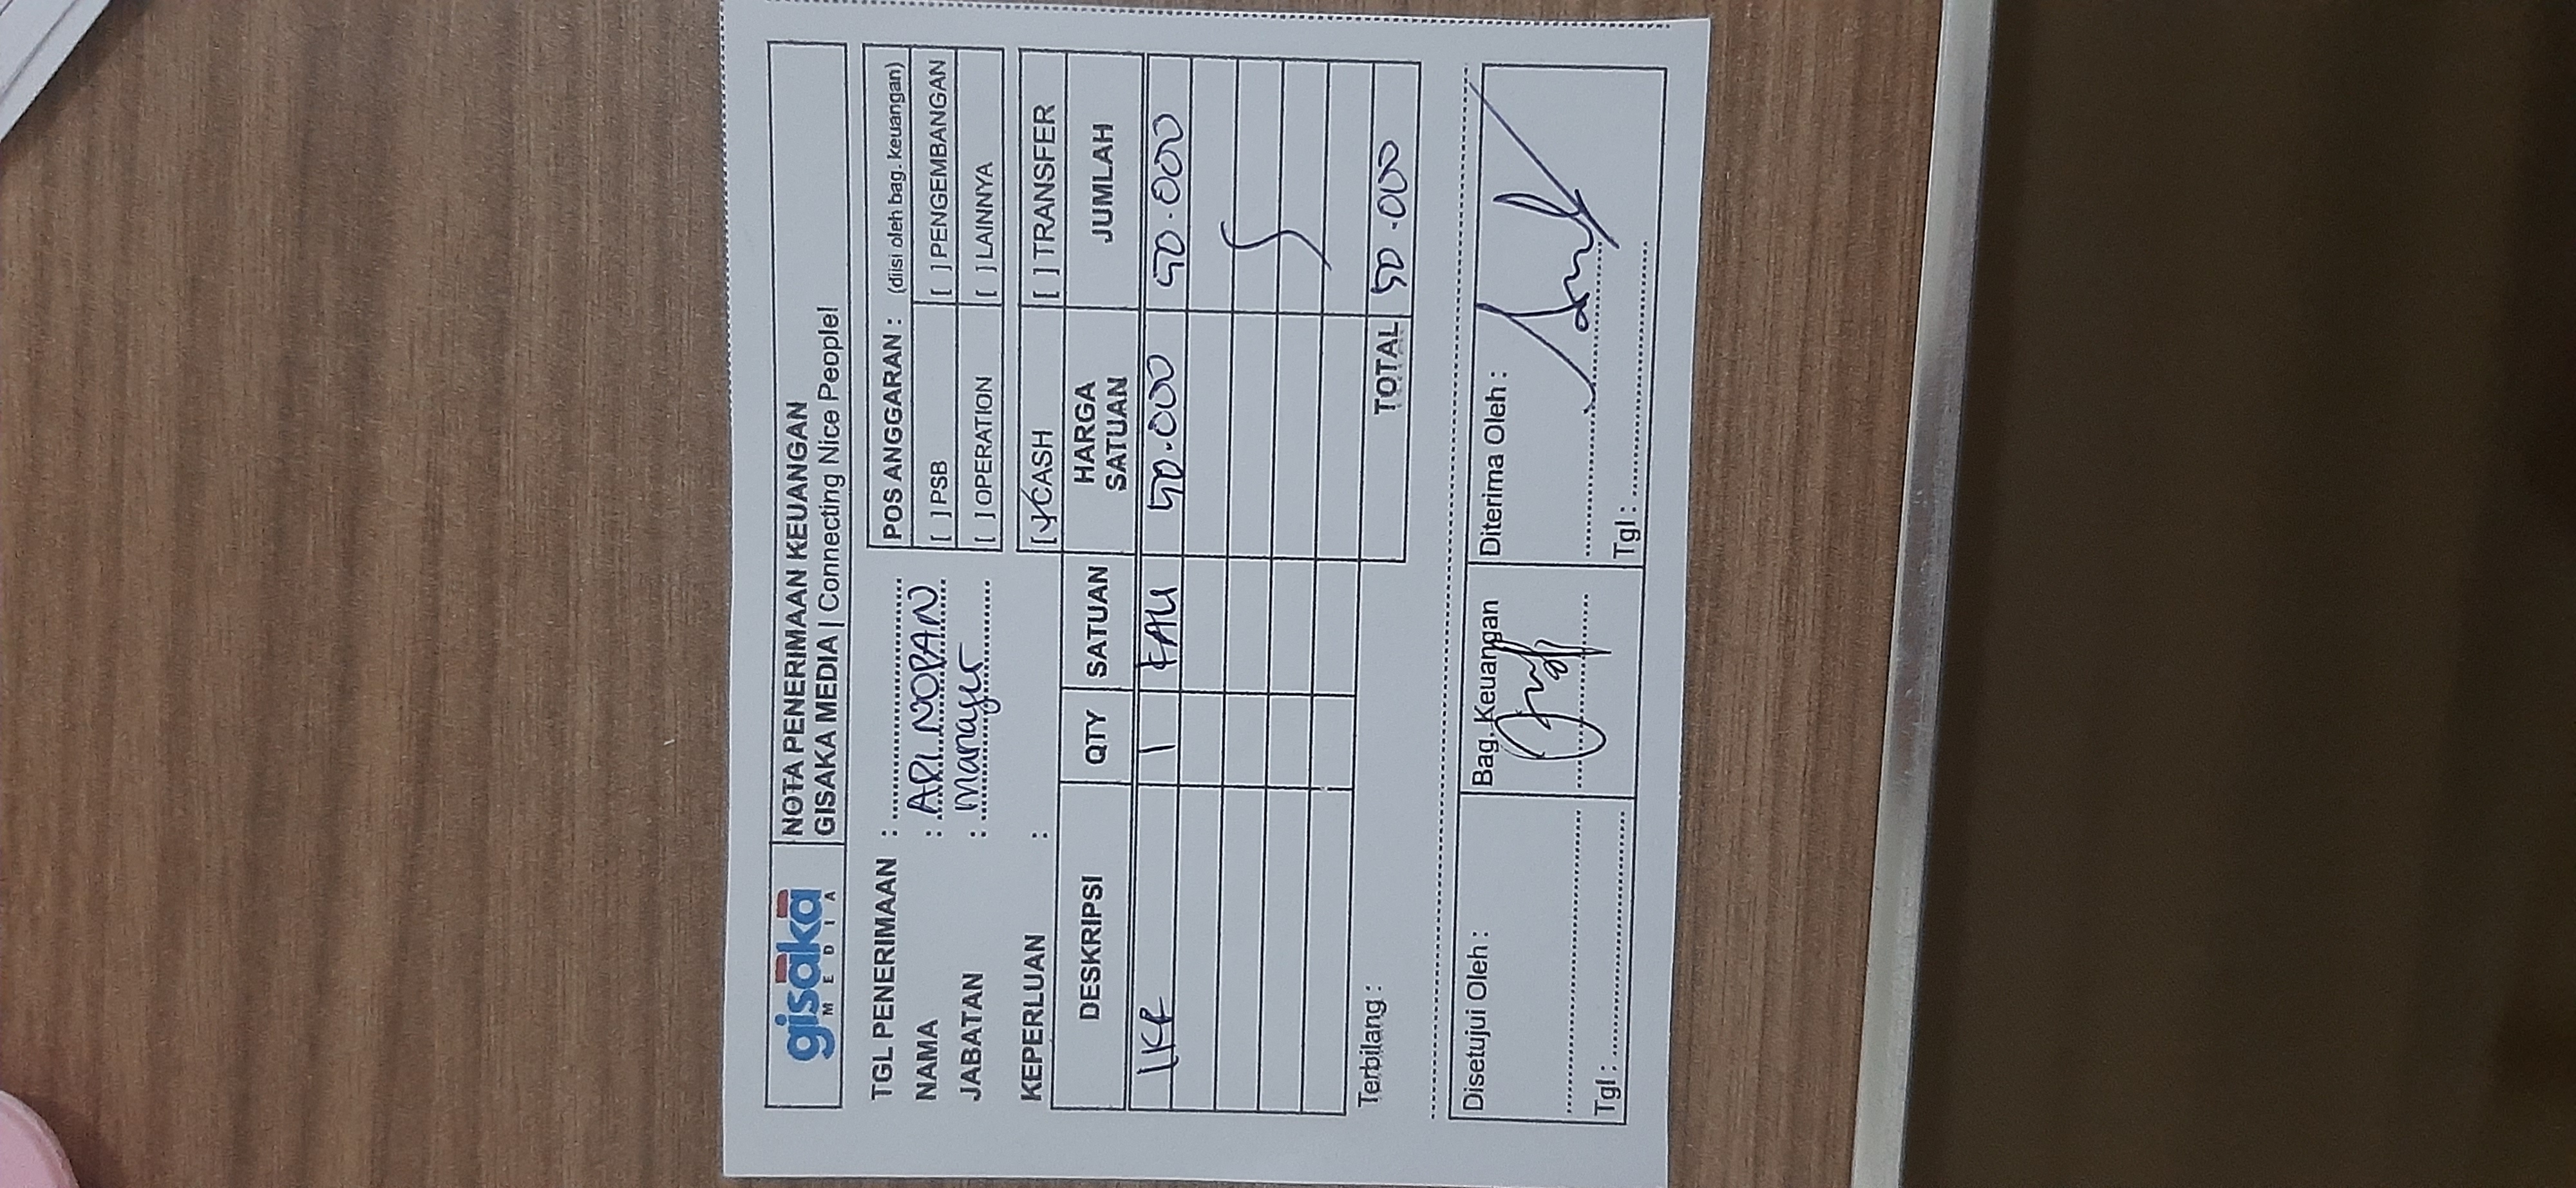 gisaka
MEDIA
NOTA PENERIMAAN KEUANGAN
GISAKA MEDIA | Connecting Nice People!
TGL PENERIMAAN :
NAMA : ARI NOPAN
JABATAN : manager
POS ANGGARAN : (diisi oleh bag. keuangan)
[ ] PSB [ ] PENGEMBANGAN
[ ] OPERATION [ ] LAINNYA
KEPERLUAN :
[✓] CASH [ ] TRANSFER
DESKRIPSI QTY SATUAN HARGA SATUAN JUMLAH
IKR 1 KALI 50.000 50.000
Terbilang :
TOTAL 50.000
Disetujui Oleh :
Tgl :
Bag. Keuangan
Diterima Oleh :
Tgl :